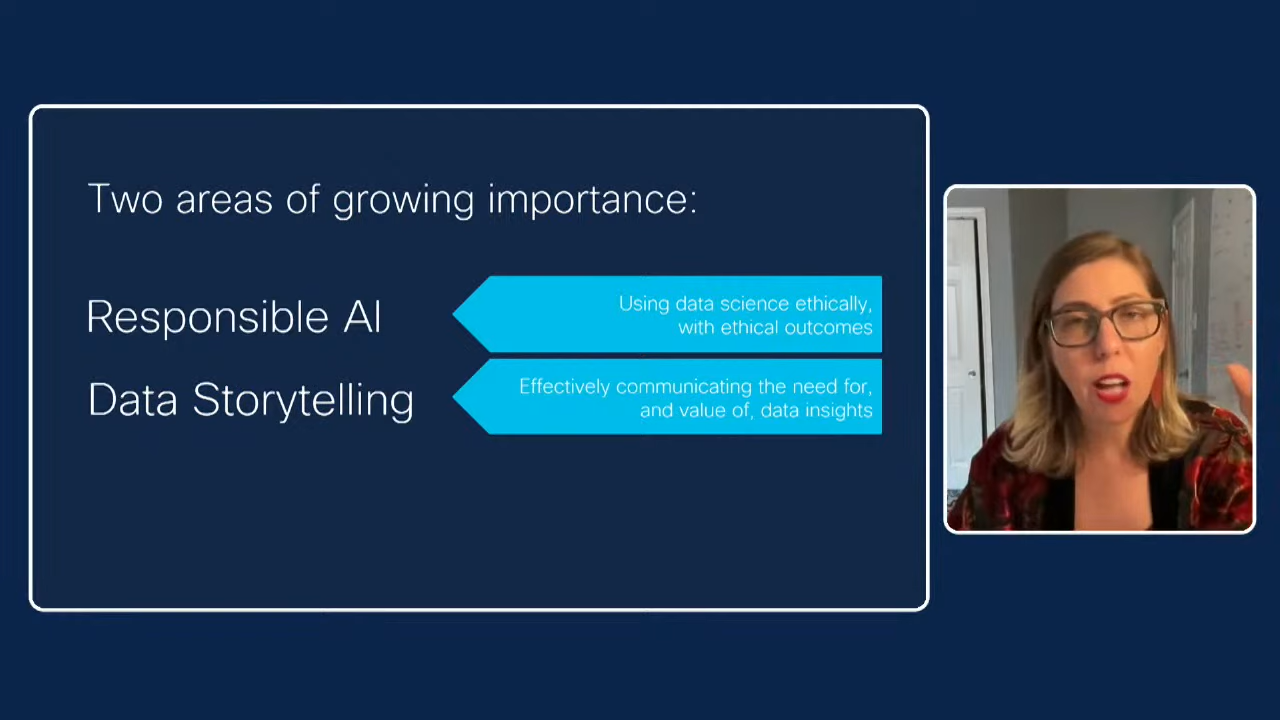 Two areas of growing importance:
Responsible AI
Using data science ethically,
with ethical outcomes
Data Storytelling
Effectively communicating the need for,
and value of, data insights